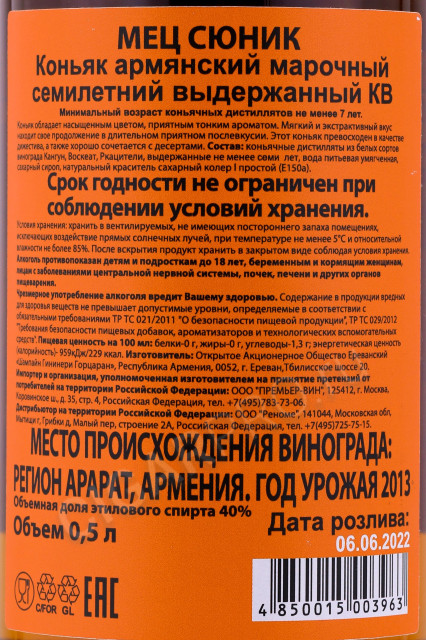 МЕЦ СЮНИК
Коньяк армянский марочный
семилетний выдержанный КВ
Минимальный возраст коньячных дистиллятов не менее 7 лет.
Коньяк обладает насыщенным цветом, приятным тонким ароматом. Мягкий и экстрактивный вкус
находит свое продолжение в длительном приятном послевкусии. Этот коньяк превосходен в качестве
дижестива, а также хорошо сочетается с десертами. Состав: коньячные дистилляты из белых сортов
винограда Кангун, Воскеат, Ркацители, выдержанные не менее семи лет, вода питьевая умягченная,
сахарный сироп, натуральный краситель сахарный колер I простой (Е150а).
Срок годности не ограничен при
соблюдении условий хранения.
Условия хранения: хранить в вентилируемых, не имеющих постороннего запаха помещениях,
исключающих воздействие прямых солнечных лучей, при температуре не менее 5°С и относительной
влажности не более 85%. После вскрытия продукт хранить в закрытом виде соблюдая условия хранения.
Алкоголь противопоказан детям и подросткам до 18 лет, беременным и кормящим женщинам,
лицам с заболеваниями центральной нервной системы, почек, печени и других органов
пищеварения.
Чрезмерное употребление алкоголя вредит Вашему здоровью. Содержание в продукции вредных
для здоровья веществ не превышает допустимые уровни, определяемые в соответствии с
обязательными требованиями ТР ТС 021/2011 "О безопасности пищевой продукции", ТР ТС 029/2012
"Требования безопасности пищевых добавок, ароматизаторов и технологических вспомогательных
средств". Пищевая ценность на 100 мл: белки-0 г, жиры-0 г, углеводы-1,3 г; энергетическая ценность
(калорийность)- 959кДж/229 ккал. Изготовитель: Открытое Акционерное Общество Ереванский
"Шампайн Гининери Горцаран", Республика Армения, 0052, г. Ереван, Тбилисское шоссе 20.
Импортер и организация, уполномоченная изготовителем на принятие претензий от
потребителей на территории Российской Федерации: ООО "ПРЕМЬЕР-ВИН", 125412, г. Москва,
Коровинское ш., д. 35, стр. 4, Российская Федерация, тел. +7(495)783-73-06.
Дистрибьютор на территории Российской Федерации: ООО "Реноме", 141044, Московская обл.
Мытищи г, Грибки д, Малый пер, строение 2А, Российская Федерация, тел. +7(495)725-75-15.
МЕСТО ПРОИСХОЖДЕНИЯ ВИНОГРАДА:
РЕГИОН АРАРАТ, АРМЕНИЯ. ГОД УРОЖАЯ 2013
Объемная доля этилового спирта 40%
Объем 0,5 л
Дата розлива:
06.06.2022
C/FOR GL
EAC
4 850015 003963